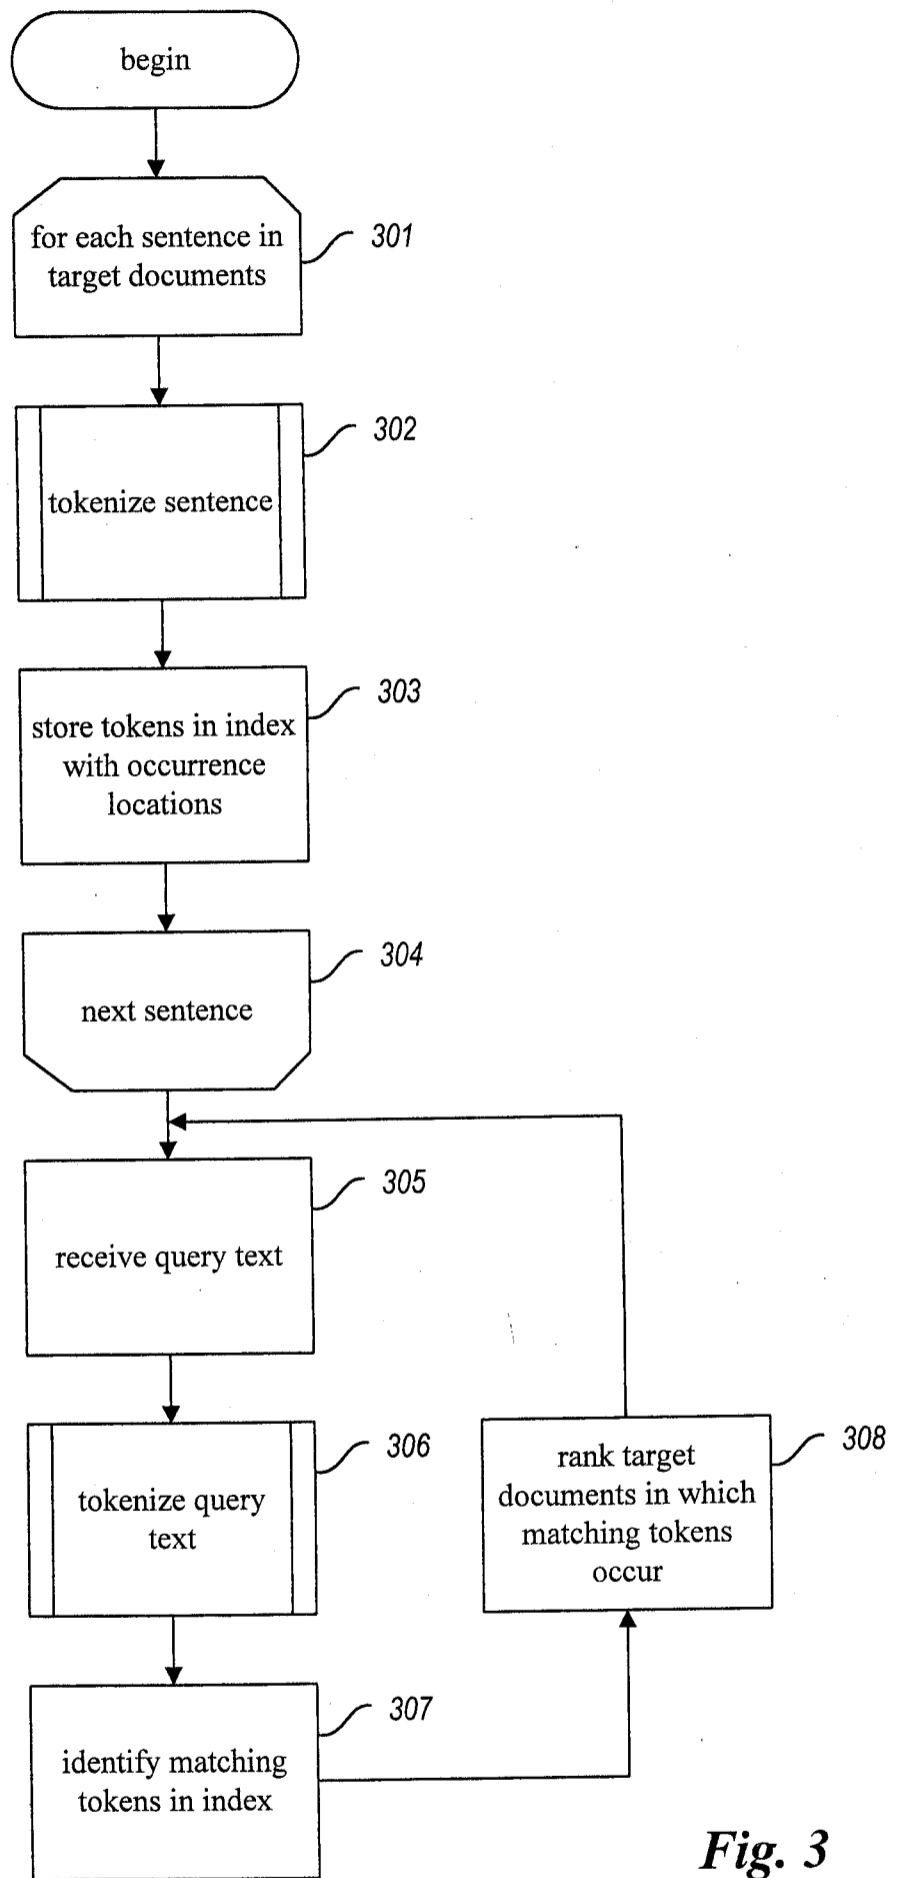 begin
for each sentence in
target documents
301
tokenize sentence
302
store tokens in index
with occurrence
locations
303
next sentence
304
receive query text
305
tokenize query
text
306
identify matching
tokens in index
307
rank target
documents in which
matching tokens
occur
308
Fig. 3